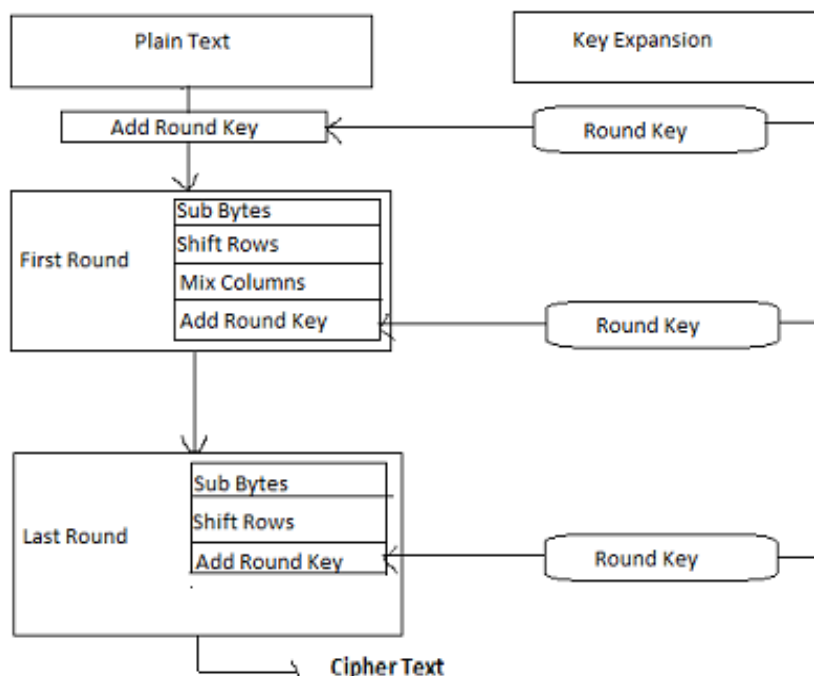 Plain Text
Key Expansion
Add Round Key
Round Key
First Round
Sub Bytes
Shift Rows
Mix Columns
Add Round Key
Round Key
Last Round
Sub Bytes
Shift Rows
Add Round Key
Round Key
Cipher Text